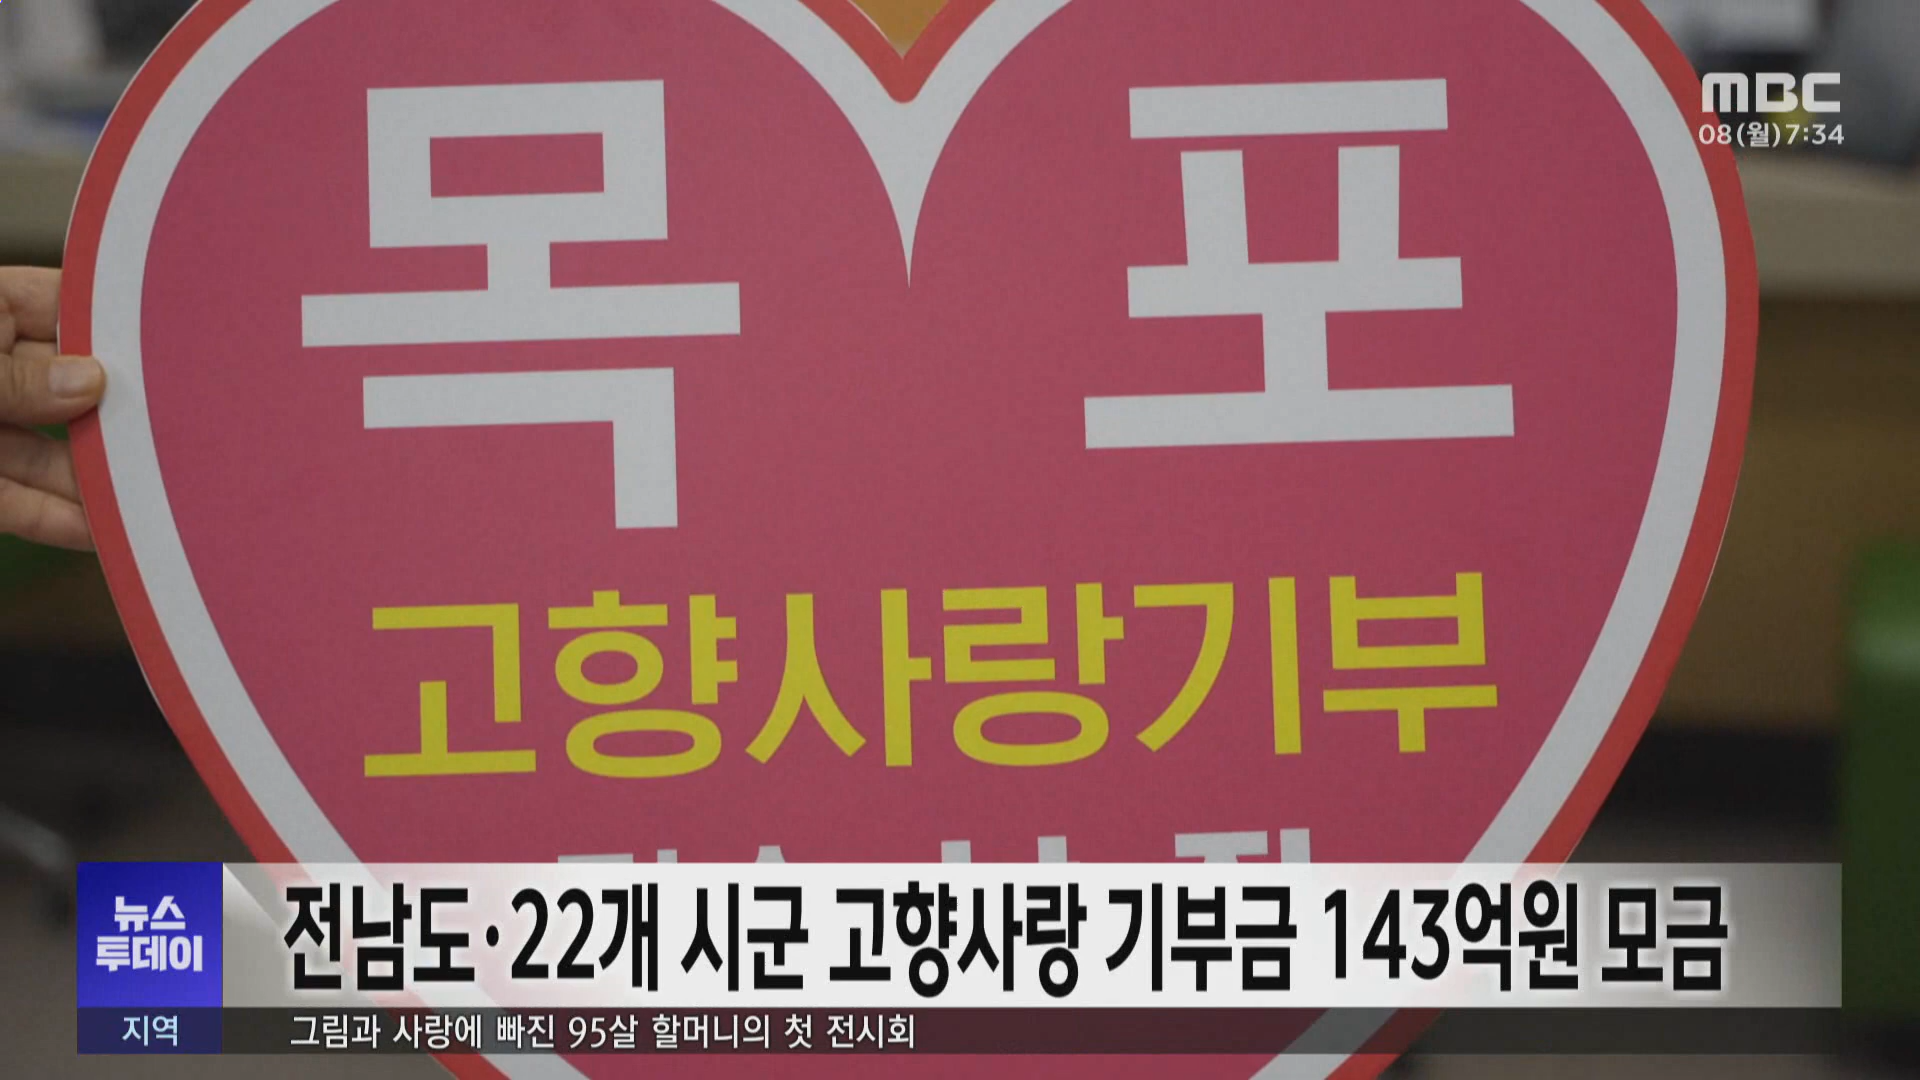 MBC
08(월)7:34
목 포
고향사랑기부
뉴스
투데이
전남도·22개 시군 고향사랑 기부금 143억원 모금
지역
그림과 사랑에 빠진 95살 할머니의 첫 전시회